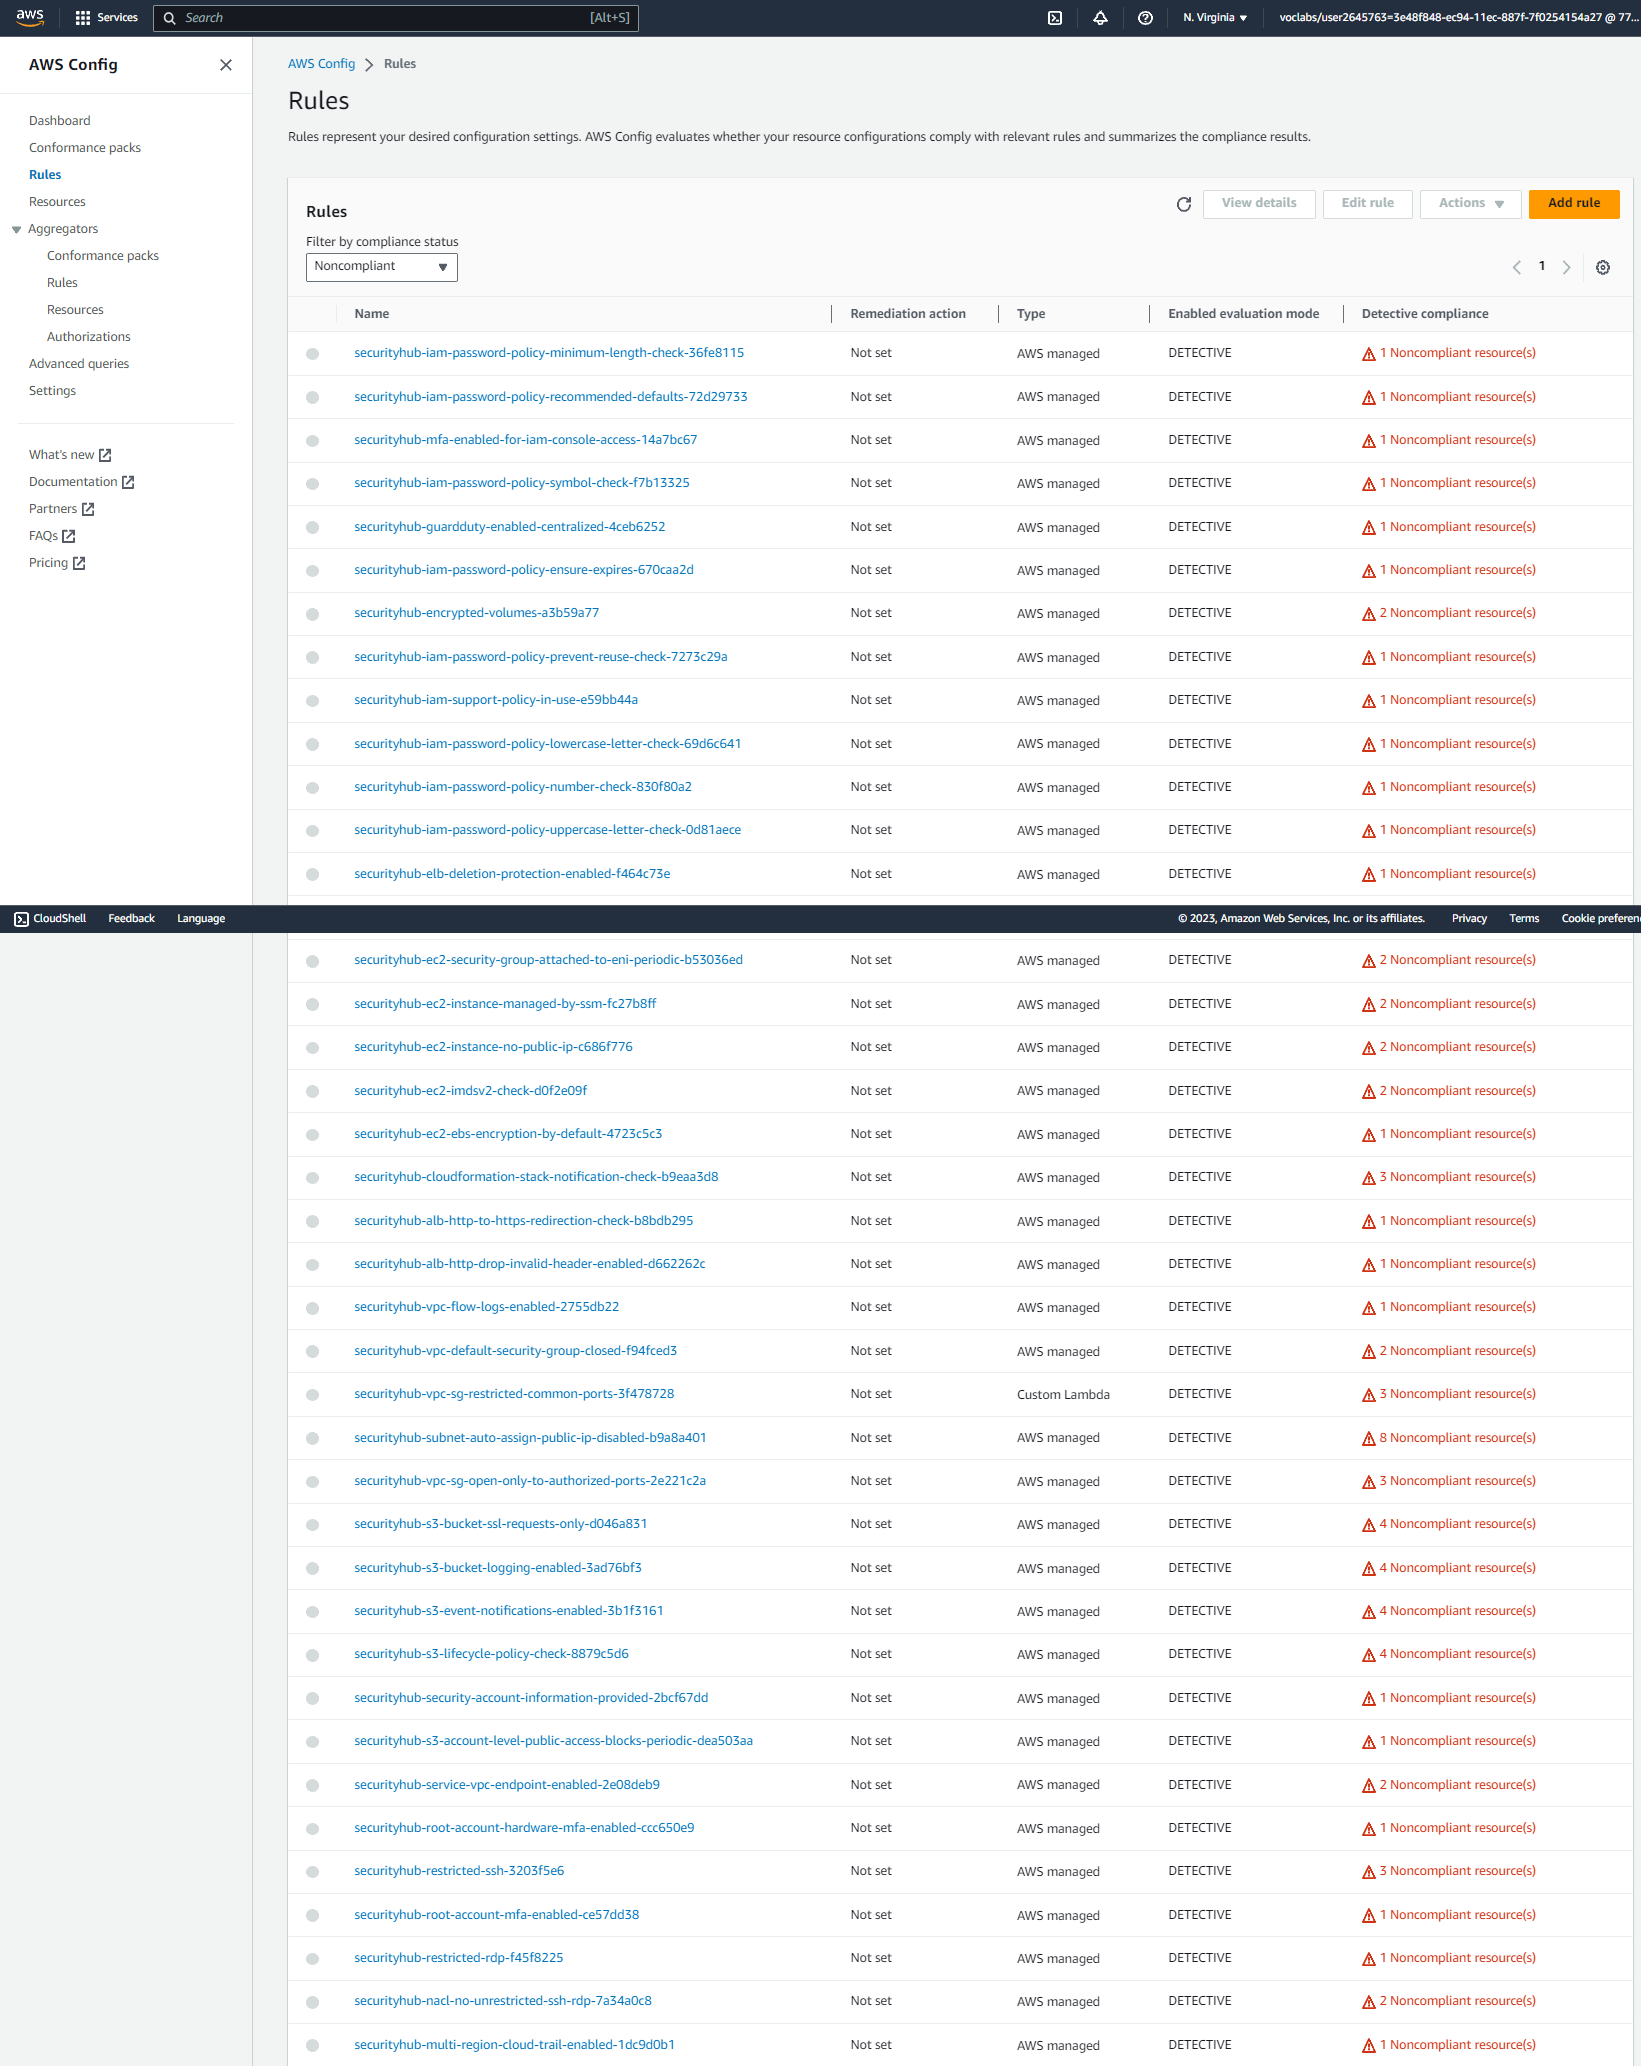 aws Services Search [Alt+S] N. Virginia voclabs/user2645763=3e48f848-ec94-11ec-887f-7f0254154a27 @ 77...
AWS Config
Dashboard
Conformance packs
Rules
Resources
Aggregators
Conformance packs
Rules
Resources
Authorizations
Advanced queries
Settings
What's new
Documentation
Partners
FAQs
Pricing
AWS Config Rules
Rules
Rules represent your desired configuration settings. AWS Config evaluates whether your resource configurations comply with relevant rules and summarizes the compliance results.
Rules View details Edit rule Actions Add rule
Filter by compliance status
Noncompliant 1
Name Remediation action Type Enabled evaluation mode Detective compliance
securityhub-iam-password-policy-minimum-length-check-36fe8115 Not set AWS managed DETECTIVE 1 Noncompliant resource(s)
securityhub-iam-password-policy-recommended-defaults-72d29733 Not set AWS managed DETECTIVE 1 Noncompliant resource(s)
securityhub-mfa-enabled-for-iam-console-access-14a7bc67 Not set AWS managed DETECTIVE 1 Noncompliant resource(s)
securityhub-iam-password-policy-symbol-check-f7b13325 Not set AWS managed DETECTIVE 1 Noncompliant resource(s)
securityhub-guardduty-enabled-centralized-4ceb6252 Not set AWS managed DETECTIVE 1 Noncompliant resource(s)
securityhub-iam-password-policy-ensure-expires-670caa2d Not set AWS managed DETECTIVE 1 Noncompliant resource(s)
securityhub-encrypted-volumes-a3b59a77 Not set AWS managed DETECTIVE 2 Noncompliant resource(s)
securityhub-iam-password-policy-prevent-reuse-check-7273c29a Not set AWS managed DETECTIVE 1 Noncompliant resource(s)
securityhub-iam-support-policy-in-use-e59bb44a Not set AWS managed DETECTIVE 1 Noncompliant resource(s)
securityhub-iam-password-policy-lowercase-letter-check-69d6c641 Not set AWS managed DETECTIVE 1 Noncompliant resource(s)
securityhub-iam-password-policy-number-check-830f80a2 Not set AWS managed DETECTIVE 1 Noncompliant resource(s)
securityhub-iam-password-policy-uppercase-letter-check-0d81aece Not set AWS managed DETECTIVE 1 Noncompliant resource(s)
securityhub-elb-deletion-protection-enabled-f464c73e Not set AWS managed DETECTIVE 1 Noncompliant resource(s)
CloudShell Feedback Language © 2023, Amazon Web Services, Inc. or its affiliates. Privacy Terms Cookie preferen
securityhub-ec2-security-group-attached-to-eni-periodic-b53036ed Not set AWS managed DETECTIVE 2 Noncompliant resource(s)
securityhub-ec2-instance-managed-by-ssm-fc27b8ff Not set AWS managed DETECTIVE 2 Noncompliant resource(s)
securityhub-ec2-instance-no-public-ip-c686f776 Not set AWS managed DETECTIVE 2 Noncompliant resource(s)
securityhub-ec2-imdsv2-check-d0f2e09f Not set AWS managed DETECTIVE 2 Noncompliant resource(s)
securityhub-ec2-ebs-encryption-by-default-4723c5c3 Not set AWS managed DETECTIVE 1 Noncompliant resource(s)
securityhub-cloudformation-stack-notification-check-b9eaa3d8 Not set AWS managed DETECTIVE 3 Noncompliant resource(s)
securityhub-alb-http-to-https-redirection-check-b8bdb295 Not set AWS managed DETECTIVE 1 Noncompliant resource(s)
securityhub-alb-http-drop-invalid-header-enabled-d662262c Not set AWS managed DETECTIVE 1 Noncompliant resource(s)
securityhub-vpc-flow-logs-enabled-2755db22 Not set AWS managed DETECTIVE 1 Noncompliant resource(s)
securityhub-vpc-default-security-group-closed-f94fced3 Not set AWS managed DETECTIVE 2 Noncompliant resource(s)
securityhub-vpc-sg-restricted-common-ports-3f478728 Not set Custom Lambda DETECTIVE 3 Noncompliant resource(s)
securityhub-subnet-auto-assign-public-ip-disabled-b9a8a401 Not set AWS managed DETECTIVE 8 Noncompliant resource(s)
securityhub-vpc-sg-open-only-to-authorized-ports-2e221c2a Not set AWS managed DETECTIVE 3 Noncompliant resource(s)
securityhub-s3-bucket-ssl-requests-only-d046a831 Not set AWS managed DETECTIVE 4 Noncompliant resource(s)
securityhub-s3-bucket-logging-enabled-3ad76bf3 Not set AWS managed DETECTIVE 4 Noncompliant resource(s)
securityhub-s3-event-notifications-enabled-3b1f3161 Not set AWS managed DETECTIVE 4 Noncompliant resource(s)
securityhub-s3-lifecycle-policy-check-8879c5d6 Not set AWS managed DETECTIVE 4 Noncompliant resource(s)
securityhub-security-account-information-provided-2bcf67dd Not set AWS managed DETECTIVE 1 Noncompliant resource(s)
securityhub-s3-account-level-public-access-blocks-periodic-dea503aa Not set AWS managed DETECTIVE 1 Noncompliant resource(s)
securityhub-service-vpc-endpoint-enabled-2e08deb9 Not set AWS managed DETECTIVE 2 Noncompliant resource(s)
securityhub-root-account-hardware-mfa-enabled-ccc650e9 Not set AWS managed DETECTIVE 1 Noncompliant resource(s)
securityhub-restricted-ssh-3203f5e6 Not set AWS managed DETECTIVE 3 Noncompliant resource(s)
securityhub-root-account-mfa-enabled-ce57dd38 Not set AWS managed DETECTIVE 1 Noncompliant resource(s)
securityhub-restricted-rdp-f45f8225 Not set AWS managed DETECTIVE 1 Noncompliant resource(s)
securityhub-nacl-no-unrestricted-ssh-rdp-7a34a0c8 Not set AWS managed DETECTIVE 2 Noncompliant resource(s)
securityhub-multi-region-cloud-trail-enabled-1dc9d0b1 Not set AWS managed DETECTIVE 1 Noncompliant resource(s)